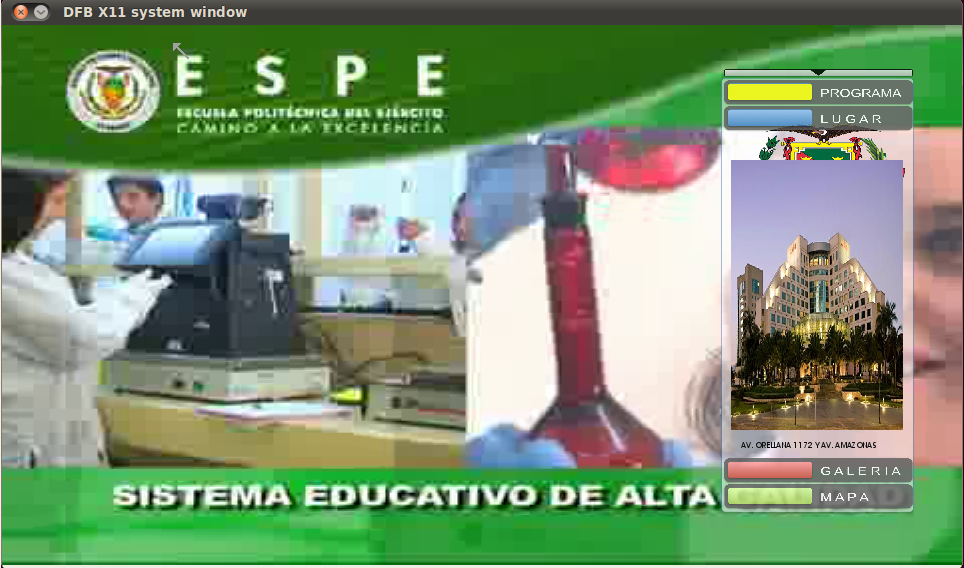 DFB X11 system window
E S P E
ESCUELA POLITÉCNICA DEL EJÉRCITO
CAMINO A LA EXCELENCIA
PROGRAMA
LUGAR
AV. ORELLANA 1172 Y AV. AMAZONAS
GALERIA
MAPA
SISTEMA EDUCATIVO DE ALTA